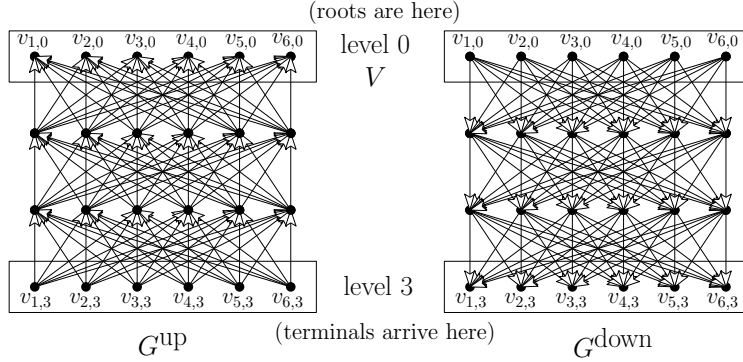 (roots are here)
v1,0 v2,0 v3,0 v4,0 v5,0 v6,0 level 0 v1,0 v2,0 v3,0 v4,0 v5,0 v6,0
V
level 3
v1,3 v2,3 v3,3 v4,3 v5,3 v6,3 v1,3 v2,3 v3,3 v4,3 v5,3 v6,3
(terminals arrive here)
G^up G^down